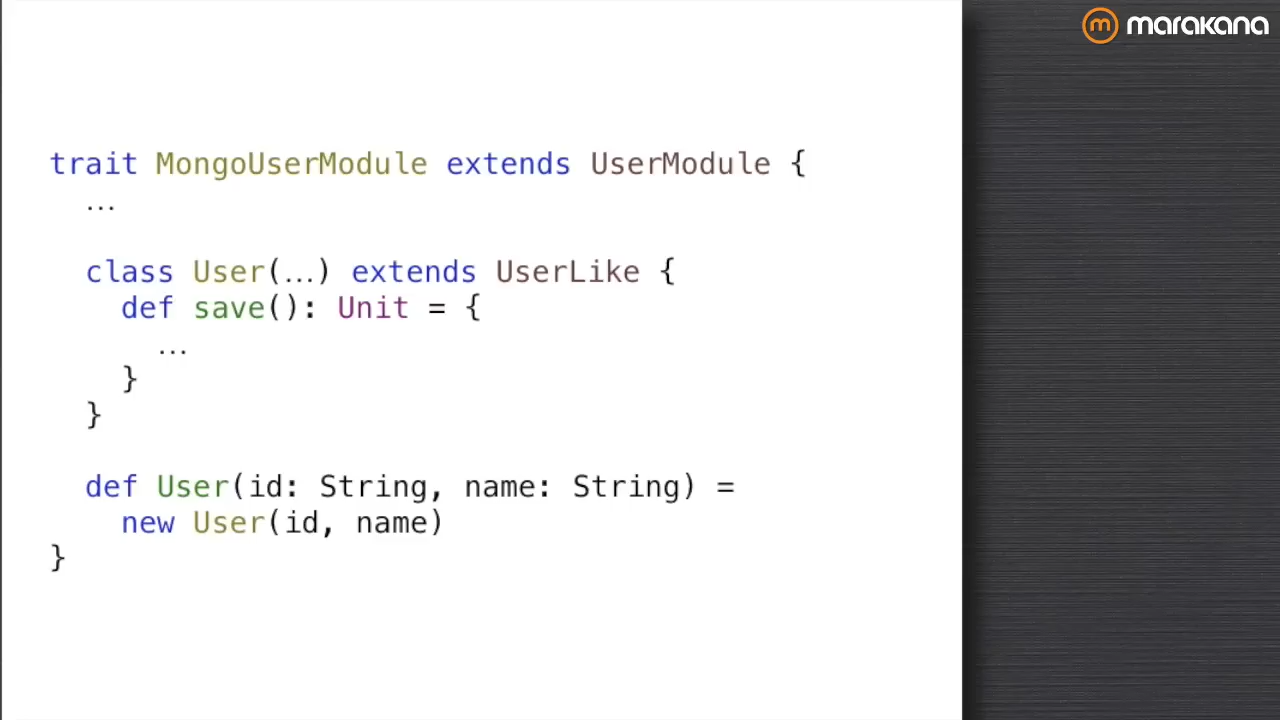 marakana
trait MongoUserModule extends UserModule {
  …
  class User(…) extends UserLike {
    def save(): Unit = {
      …
    }
  }
  def User(id: String, name: String) =
    new User(id, name)
}